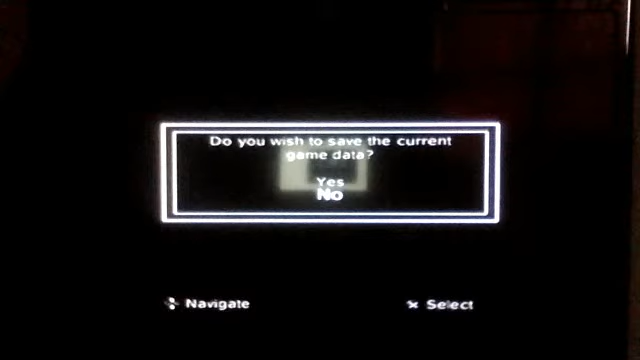 Do you wish to save the current
game data?
Yes
No
Navigate
Select